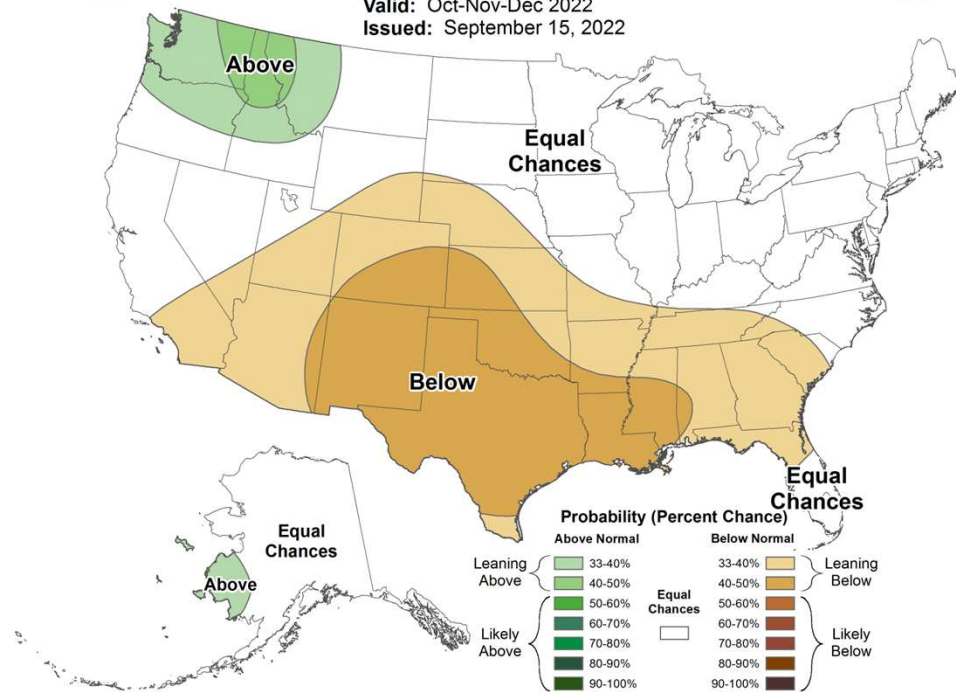 Valid: Oct-Nov-Dec 2022
Issued: September 15, 2022
Above
Equal
Chances
Below
Equal
Chances
Equal
Chances
Above
Probability (Percent Chance)
Above Normal
Below Normal
Leaning
Above
33-40%
40-50%
Likely
Above
50-60%
60-70%
70-80%
80-90%
90-100%
Equal
Chances
33-40%
40-50%
Leaning
Below
50-60%
60-70%
70-80%
80-90%
90-100%
Likely
Below